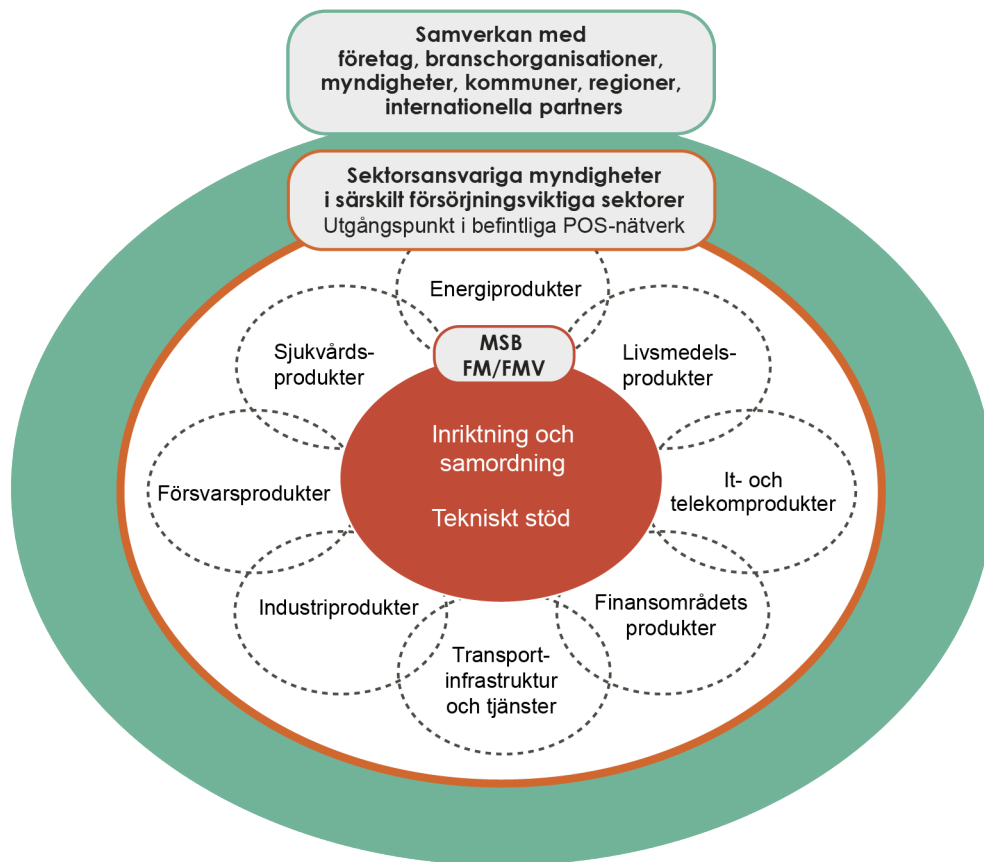 Samverkan med
företag, branschorganisationer,
myndigheter, kommuner, regioner,
internationella partners
Sektorsansvariga myndigheter
i särskilt försörjningsviktiga sektorer
Utgångspunkt i befintliga POS-nätverk
Energiprodukter
MSB
FM/FMV
Sjukvårds-
produkter
Livsmedels-
produkter
Inriktning och
samordning
Tekniskt stöd
Försvarsprodukter
It- och
telekomprodukter
Industriprodukter
Finansområdets
produkter
Transport-
infrastruktur
och tjänster